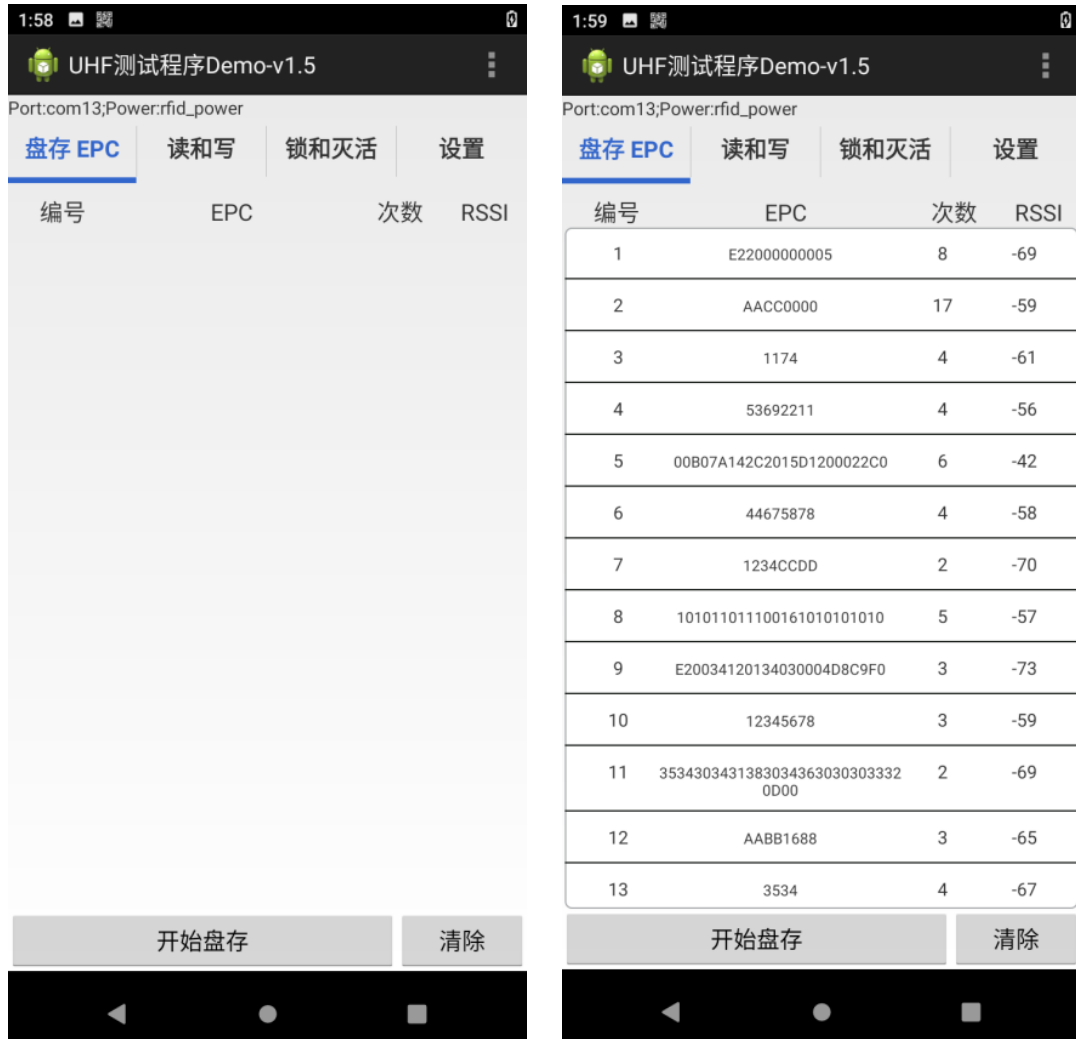 1:58
UHF测试程序Demo-v1.5
Port:com13;Power:rfid_power
盘存 EPC 读和写 锁和灭活 设置
编号 EPC 次数 RSSI
开始盘存 清除
1:59
UHF测试程序Demo-v1.5
Port:com13;Power:rfid_power
盘存 EPC 读和写 锁和灭活 设置
编号 EPC 次数 RSSI
1 E22000000005 8 -69
2 AACC0000 17 -59
3 1174 4 -61
4 53692211 4 -56
5 00B07A142C2015D1200022C0 6 -42
6 44675878 4 -58
7 1234CCDD 2 -70
8 101011011100161010101010 5 -57
9 E20034120134030004D8C9F0 3 -73
10 12345678 3 -59
11 3534303431383034363030303332 2 -69
0D00
12 AABB1688 3 -65
13 3534 4 -67
开始盘存 清除